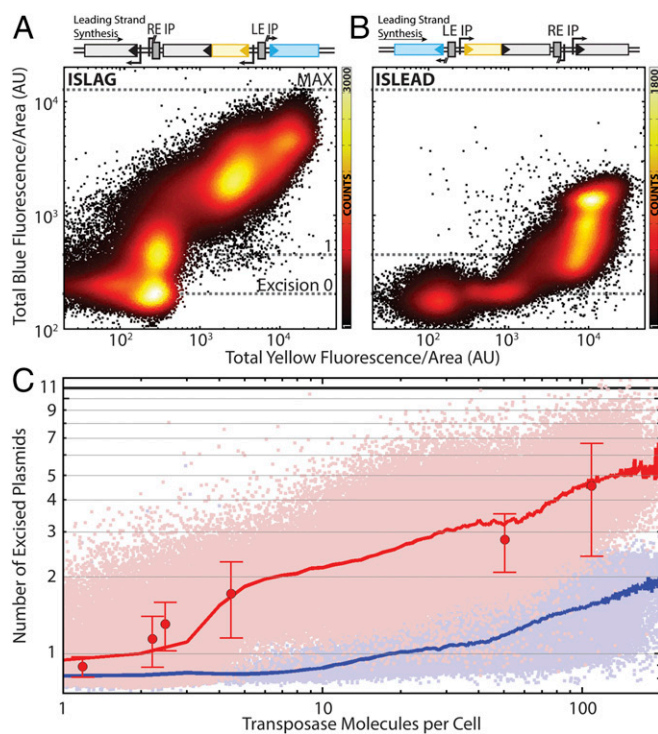 A
Leading Strand
Synthesis
RE IP
LE IP
B
Leading Strand
Synthesis
LE IP
RE IP
ISLAG
MAX
3000
ISLEAD
1800
10^4
10^3
10^2
1
Excision 0
COUNTS
1
COUNTS
1
Total Blue Fluorescence/Area (AU)
10^2
10^3
10^4
10^2
10^3
10^4
Total Yellow Fluorescence/Area (AU)
C
11
9
7
6
5
4
3
2
1
Number of Excised Plasmids
1
10
100
Transposase Molecules per Cell